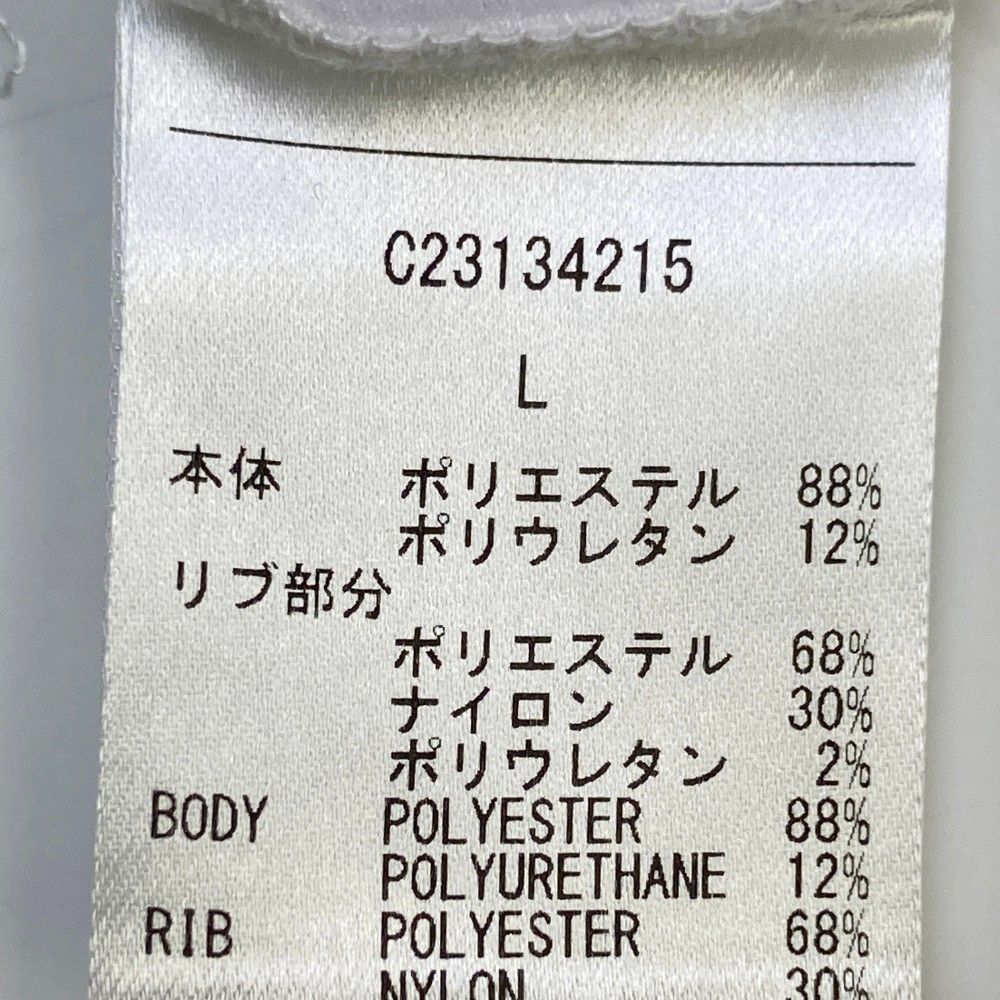 C23134215
L
本体 ポリエステル 88%
ポリウレタン 12%
リブ部分
ポリエステル 68%
ナイロン 30%
ポリウレタン 2%
BODY POLYESTER 88%
POLYURETHANE 12%
RIB POLYESTER 68%
NYLON 30%